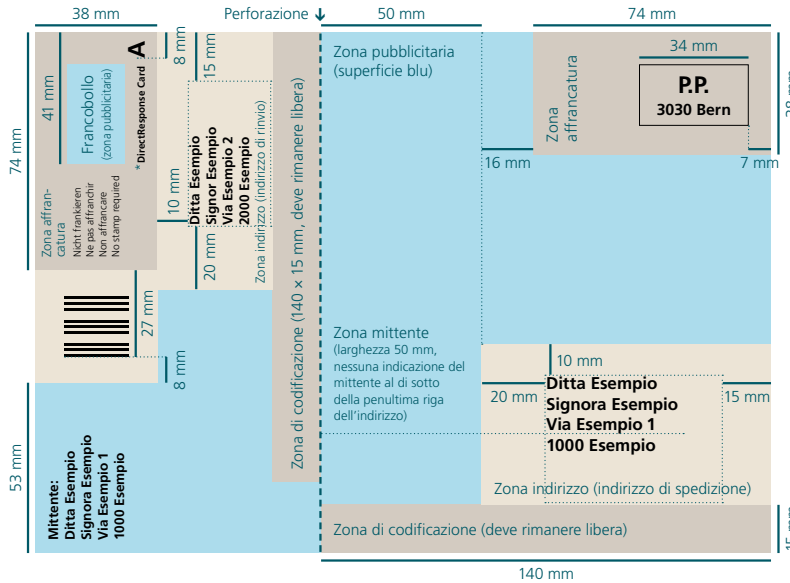 38 mm
Perforazione
50 mm
74 mm
8 mm
15 mm
41 mm
74 mm
Francobollo
(zona pubblicitaria)
A
* DirectResponse Card
Zona affran-
catura
Nicht frankieren
Ne pas affranchir
Non affrancare
No stamp required
10 mm
20 mm
Ditta Esempio
Signor Esempio
Via Esempio 2
2000 Esempio
Zona indirizzo (indirizzo di rinvio)
27 mm
8 mm
53 mm
Mittente:
Ditta Esempio
Signora Esempio
Via Esempio 1
1000 Esempio
Zona di codificazione (140 × 15 mm, deve rimanere libera)
Zona pubblicitaria
(superficie blu)
Zona
affrancatura
34 mm
P.P.
3030 Bern
38 mm
16 mm
7 mm
Zona mittente
(larghezza 50 mm,
nessuna indicazione del
mittente al di sotto
della penultima riga
dell'indirizzo)
10 mm
20 mm
15 mm
Ditta Esempio
Signora Esempio
Via Esempio 1
1000 Esempio
Zona indirizzo (indirizzo di spedizione)
Zona di codificazione (deve rimanere libera)
15 mm
140 mm